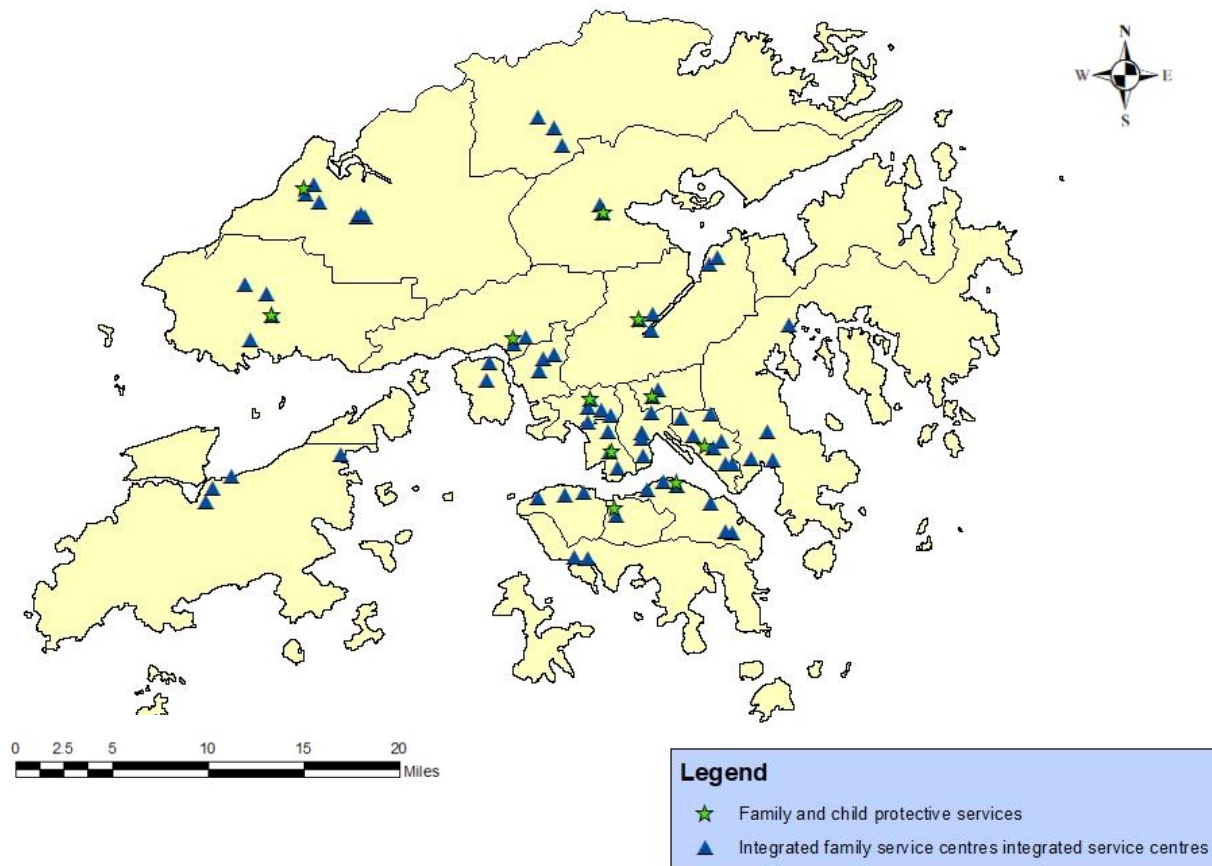 N
W E
S
0 2.5 5 10 15 20
Miles
Legend
Family and child protective services
Integrated family service centres integrated service centres